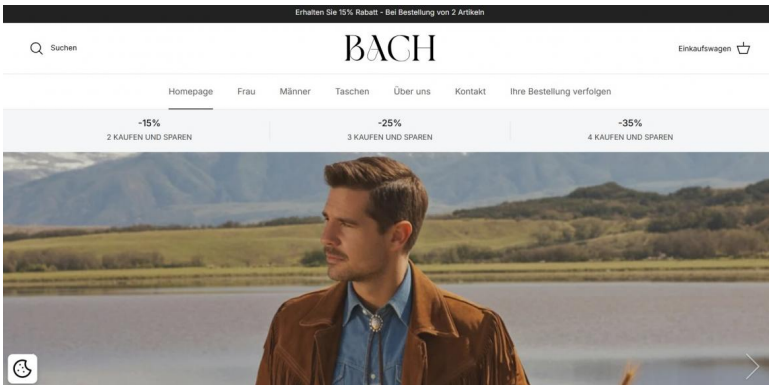 Erhalten Sie 15% Rabatt - Bei Bestellung von 2 Artikeln
Suchen
BACH
Einkaufswagen
Homepage Frau Männer Taschen Über uns Kontakt Ihre Bestellung verfolgen
-15% -25% -35%
2 KAUFEN UND SPAREN 3 KAUFEN UND SPAREN 4 KAUFEN UND SPAREN